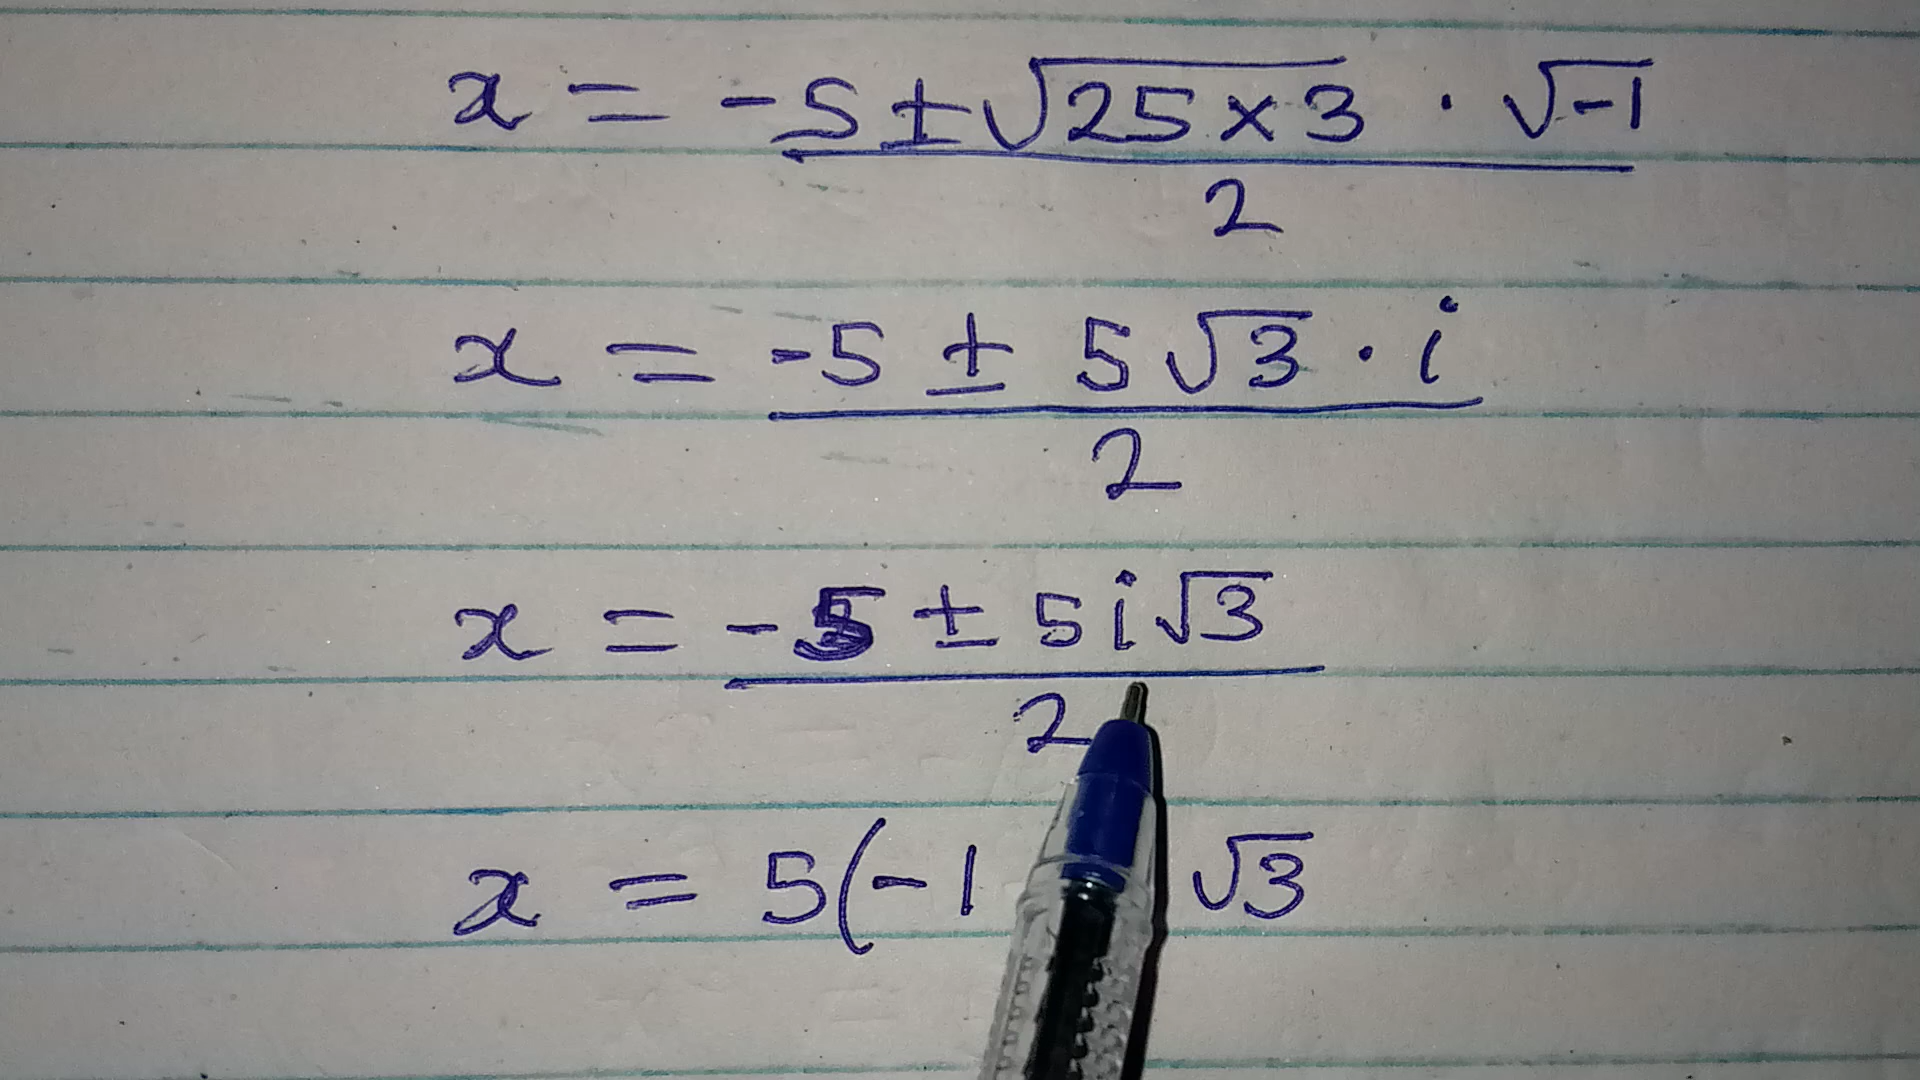 x = -5 ± √25×3 · √-1
2
x = -5 ± 5√3 · i
2
x = -5 ± 5i√3
2
x = 5(-1 √3